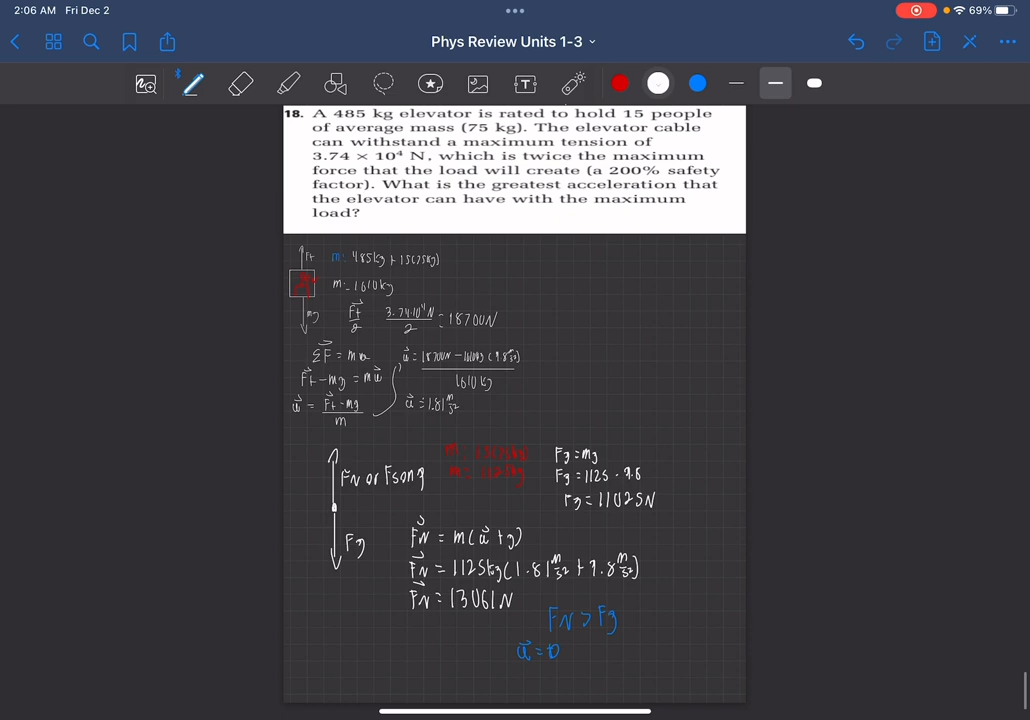 2:06 AM Fri Dec 2
69%
Phys Review Units 1-3
18. A 485 kg elevator is rated to hold 15 people
of average mass (75 kg). The elevator cable
can withstand a maximum tension of
3.74 × 10⁴ N, which is twice the maximum
force that the load will create (a 200% safety
factor). What is the greatest acceleration that
the elevator can have with the maximum
load?
Ft
mg
m: 485kg + 15(75kg)
m: 1610kg
Ft/2 3.74·10⁴N/2 = 18700N
ΣF = ma
Ft - mg = ma
a = Ft - mg/m
a = 18700N - 1610kg(9.8 m/s²)/1610kg
a = 1.81 m/s²
FN or Fsong
Fg
m: 15(75kg)
m: 1125kg
Fg = mg
Fg = 1125 · 9.8
Fg = 11025N
FN = m(a + g)
FN = 1125kg(1.81 m/s² + 9.8 m/s²)
FN = 13061N
FN > Fg